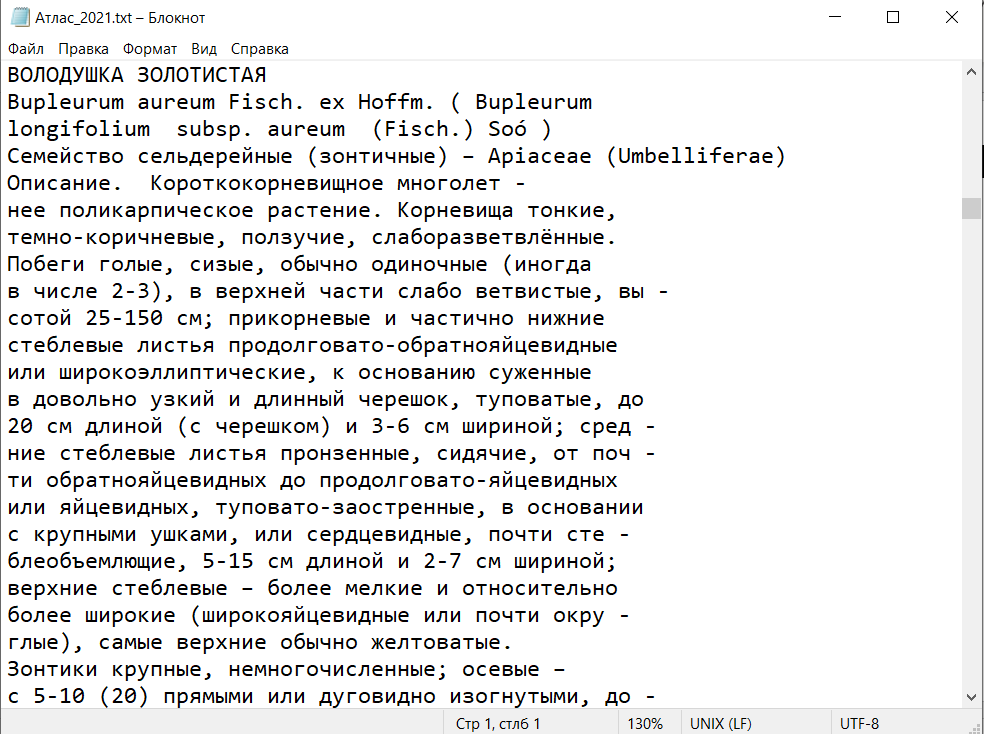 Атлас_2021.txt – Блокнот
Файл Правка Формат Вид Справка
ВОЛОДУШКА ЗОЛОТИСТАЯ
Bupleurum aureum Fisch. ex Hoffm. ( Bupleurum
longifolium  subsp. aureum  (Fisch.) Soó )
Семейство сельдерейные (зонтичные) – Apiaceae (Umbelliferae)
Описание.  Короткокорневищное многолет -
нее поликарпическое растение. Корневища тонкие,
темно-коричневые, ползучие, слаборазветвлённые.
Побеги голые, сизые, обычно одиночные (иногда
в числе 2-3), в верхней части слабо ветвистые, вы -
сотой 25-150 см; прикорневые и частично нижние
стеблевые листья продолговато-обратнояйцевидные
или широкоэллиптические, к основанию суженные
в довольно узкий и длинный черешок, туповатые, до
20 см длиной (с черешком) и 3-6 см шириной; сред -
ние стеблевые листья пронзенные, сидячие, от поч -
ти обратнояйцевидных до продолговато-яйцевидных
или яйцевидных, туповато-заостренные, в основании
с крупными ушками, или сердцевидные, почти сте -
блеобъемлющие, 5-15 см длиной и 2-7 см шириной;
верхние стеблевые – более мелкие и относительно
более широкие (широкояйцевидные или почти окру -
глые), самые верхние обычно желтоватые.
Зонтики крупные, немногочисленные; осевые –
с 5-10 (20) прямыми или дуговидно изогнутыми, до -
Стр 1, стлб 1 130% UNIX (LF) UTF-8